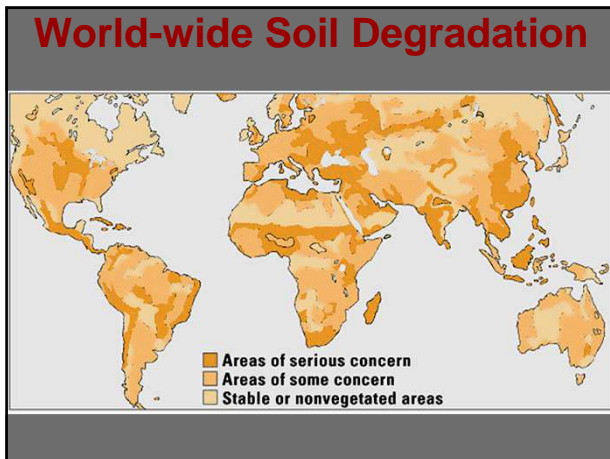 World-wide Soil Degradation
Areas of serious concern
Areas of some concern
Stable or nonvegetated areas